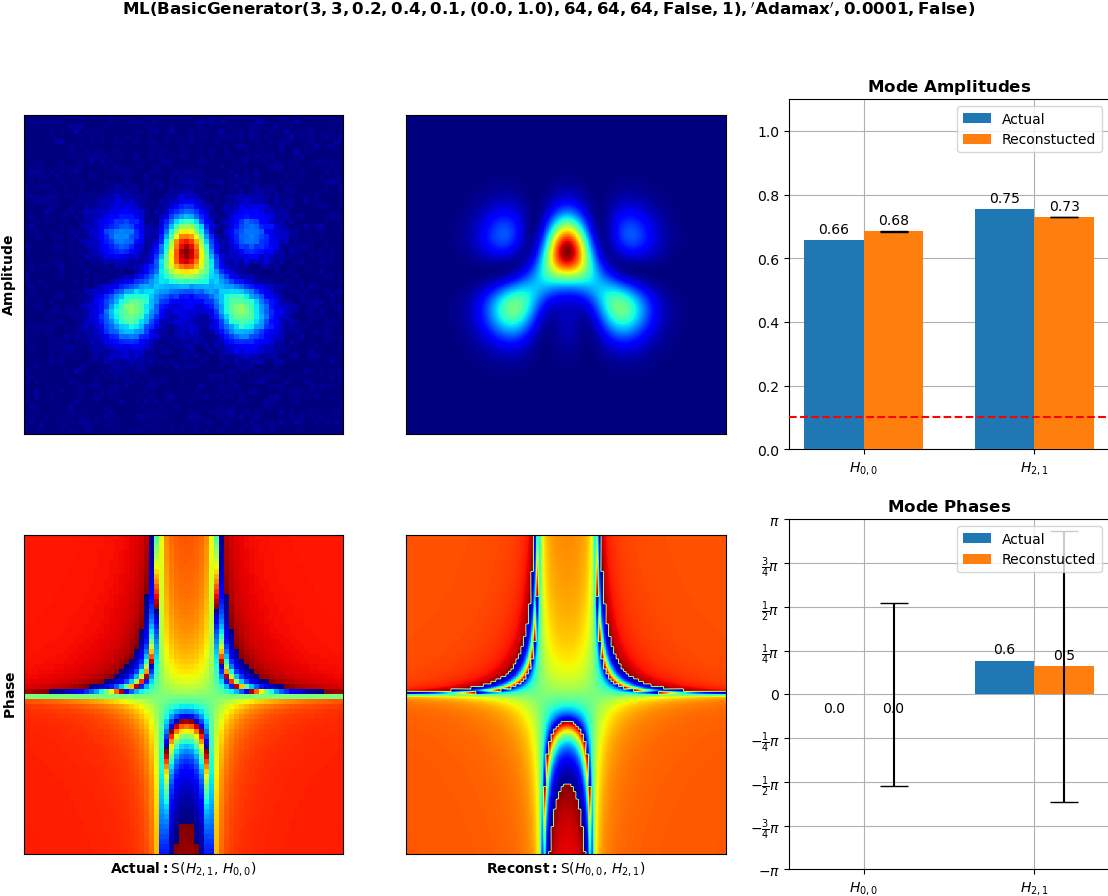 ML(BasicGenerator(3, 3, 0.2, 0.4, 0.1, (0.0, 1.0), 64, 64, 64, False, 1), 'Adamax', 0.0001, False)
Amplitude
Mode Amplitudes
Actual
Reconstucted
1.0
0.8
0.6
0.4
0.2
0.0
0.66
0.68
0.75
0.73
H0,0
H2,1
Phase
Actual: S(H2,1, H0,0)
Reconst: S(H0,0, H2,1)
Mode Phases
Actual
Reconstucted
π
3/4π
1/2π
1/4π
0
−1/4π
−1/2π
−3/4π
−π
0.0
0.0
0.6
0.5
H0,0
H2,1